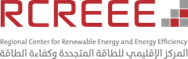 RCREEE
Regional Center for Renewable Energy and Energy Efficiency
المركز الإقليمي للطاقة المتجددة وكفاءة الطاقة